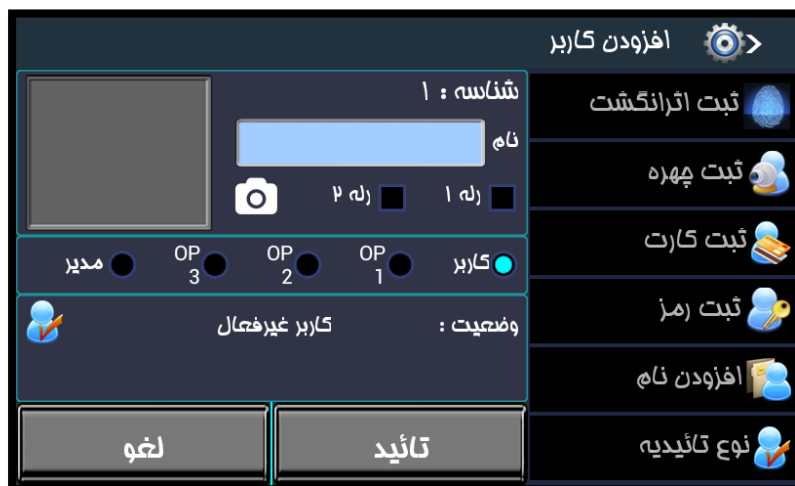 افزودن کاربر
ثبت اثرانگشت
ثبت چهره
ثبت کارت
ثبت رمز
افزودن نام
نوع تائیدیه
شناسه : ۱
نام
رله ۱ رله ۲
کاربر OP 1 OP 2 OP 3 مدیر
وضعیت : کاربر غیرفعال
تائید لغو